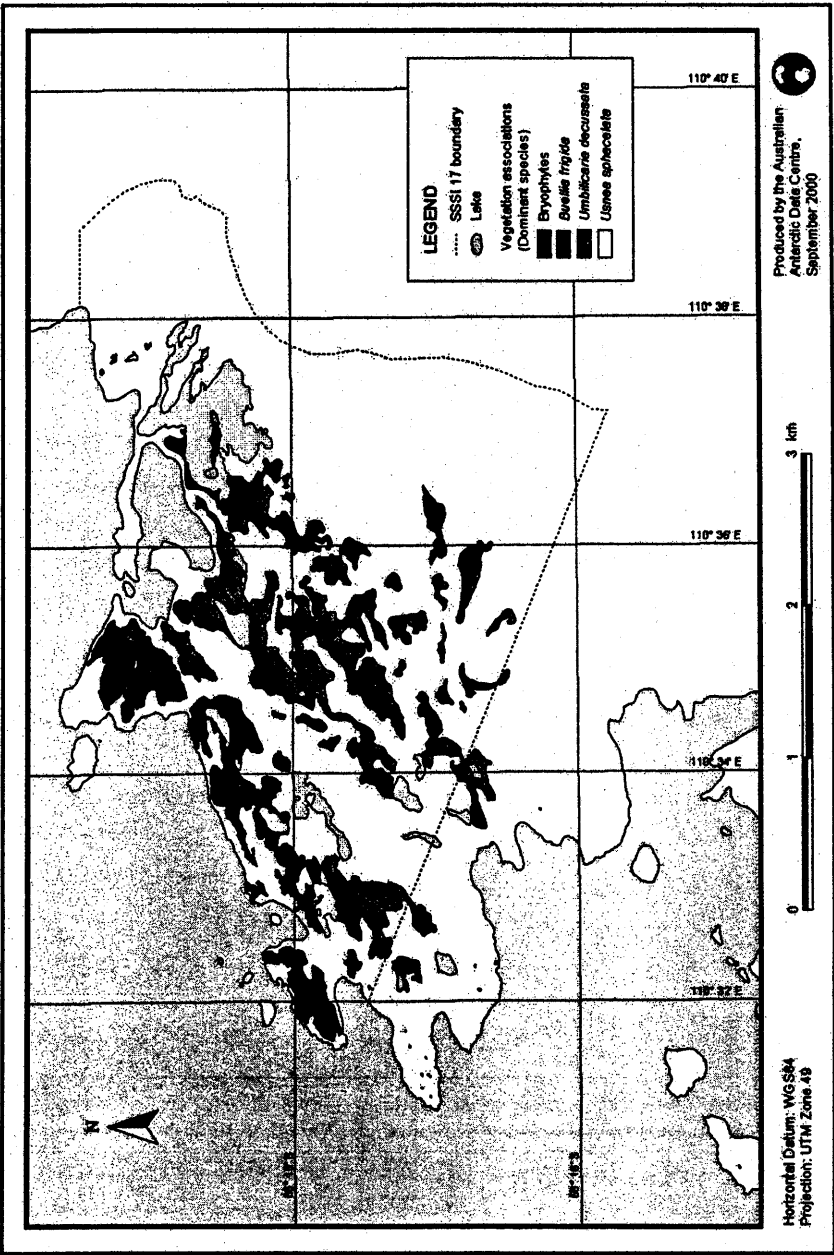 N
110° 40' E
110° 38' E
110° 36' E
110° 34' E
110° 32' E
LEGEND
SSSI 17 boundary
Lake
Vegetation associations
(Dominant species)
Bryophytes
Buellia frigida
Umbilicaria decussata
Usnea sphacelata
0 1 2 3 km
Horizontal Datum: WGS84
Projection: UTM Zone 49
Produced by the Australian
Antarctic Data Centre,
September 2000